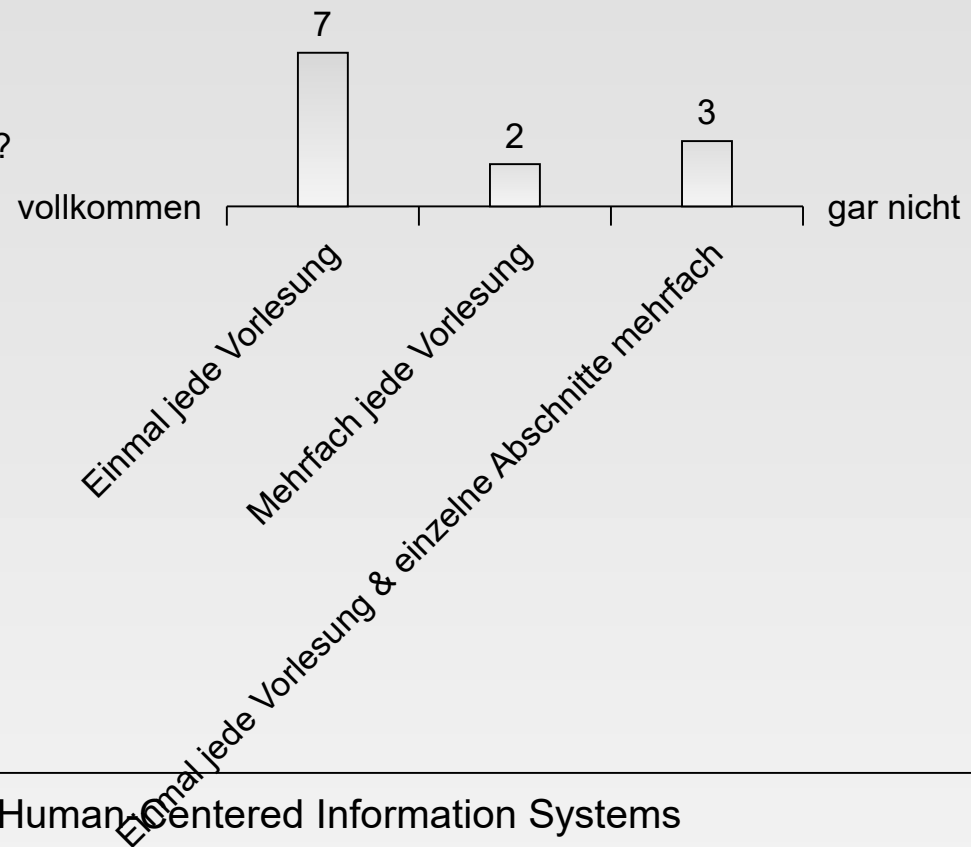 7
2
3
?
vollkommen
gar nicht
Einmal jede Vorlesung
Mehrfach jede Vorlesung
Einmal jede Vorlesung & einzelne Abschnitte mehrfach
Human-Centered Information Systems